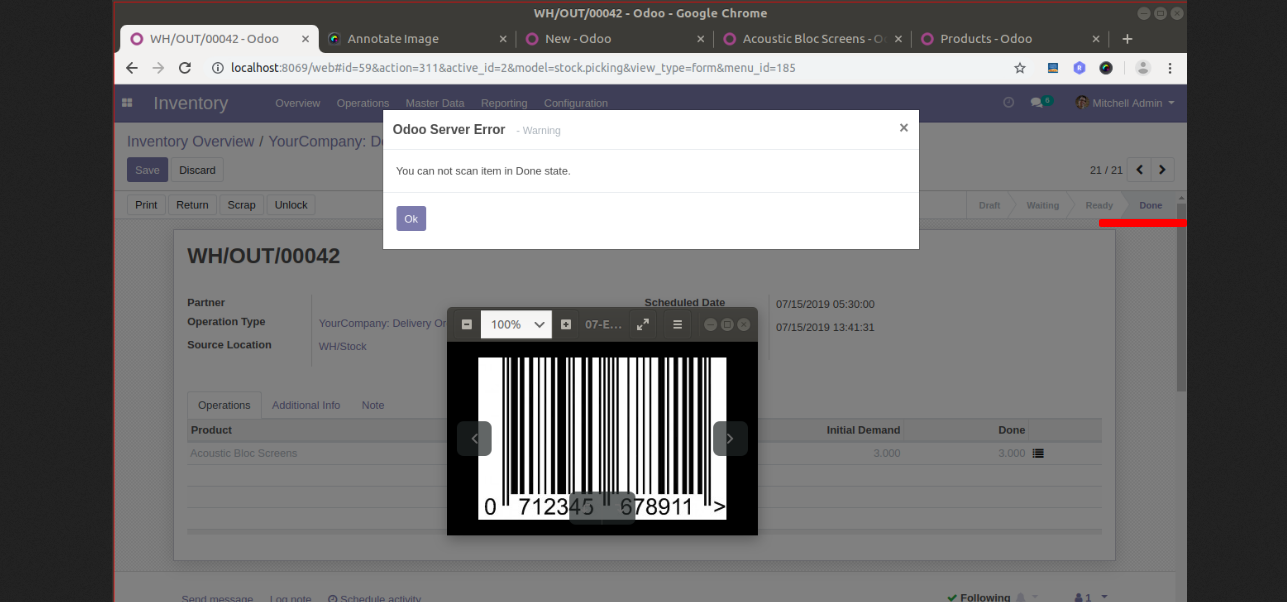 WH/OUT/00042 - Odoo - Google Chrome
WH/OUT/00042 - Odoo
Annotate Image
New - Odoo
Acoustic Bloc Screens - O
Products - Odoo
localhost:8069/web#id=59&action=311&active_id=2&model=stock.picking&view_type=form&menu_id=185
Inventory Overview Operations Master Data Reporting Configuration
6 Mitchell Admin
Odoo Server Error - Warning ×
Inventory Overview / YourCompany: De
You can not scan item in Done state.
Save Discard
21 / 21
Ok
Print Return Scrap Unlock
Draft Waiting Ready Done
WH/OUT/00042
Partner
Scheduled Date 07/15/2019 05:30:00
Operation Type YourCompany: Delivery Or
07/15/2019 13:41:31
Source Location WH/Stock
100% 07-E...
Operations Additional Info Note
Product Initial Demand Done
Acoustic Bloc Screens 3.000 3.000
0 712345 678911 >
Send message Log note Schedule activity
Following 1